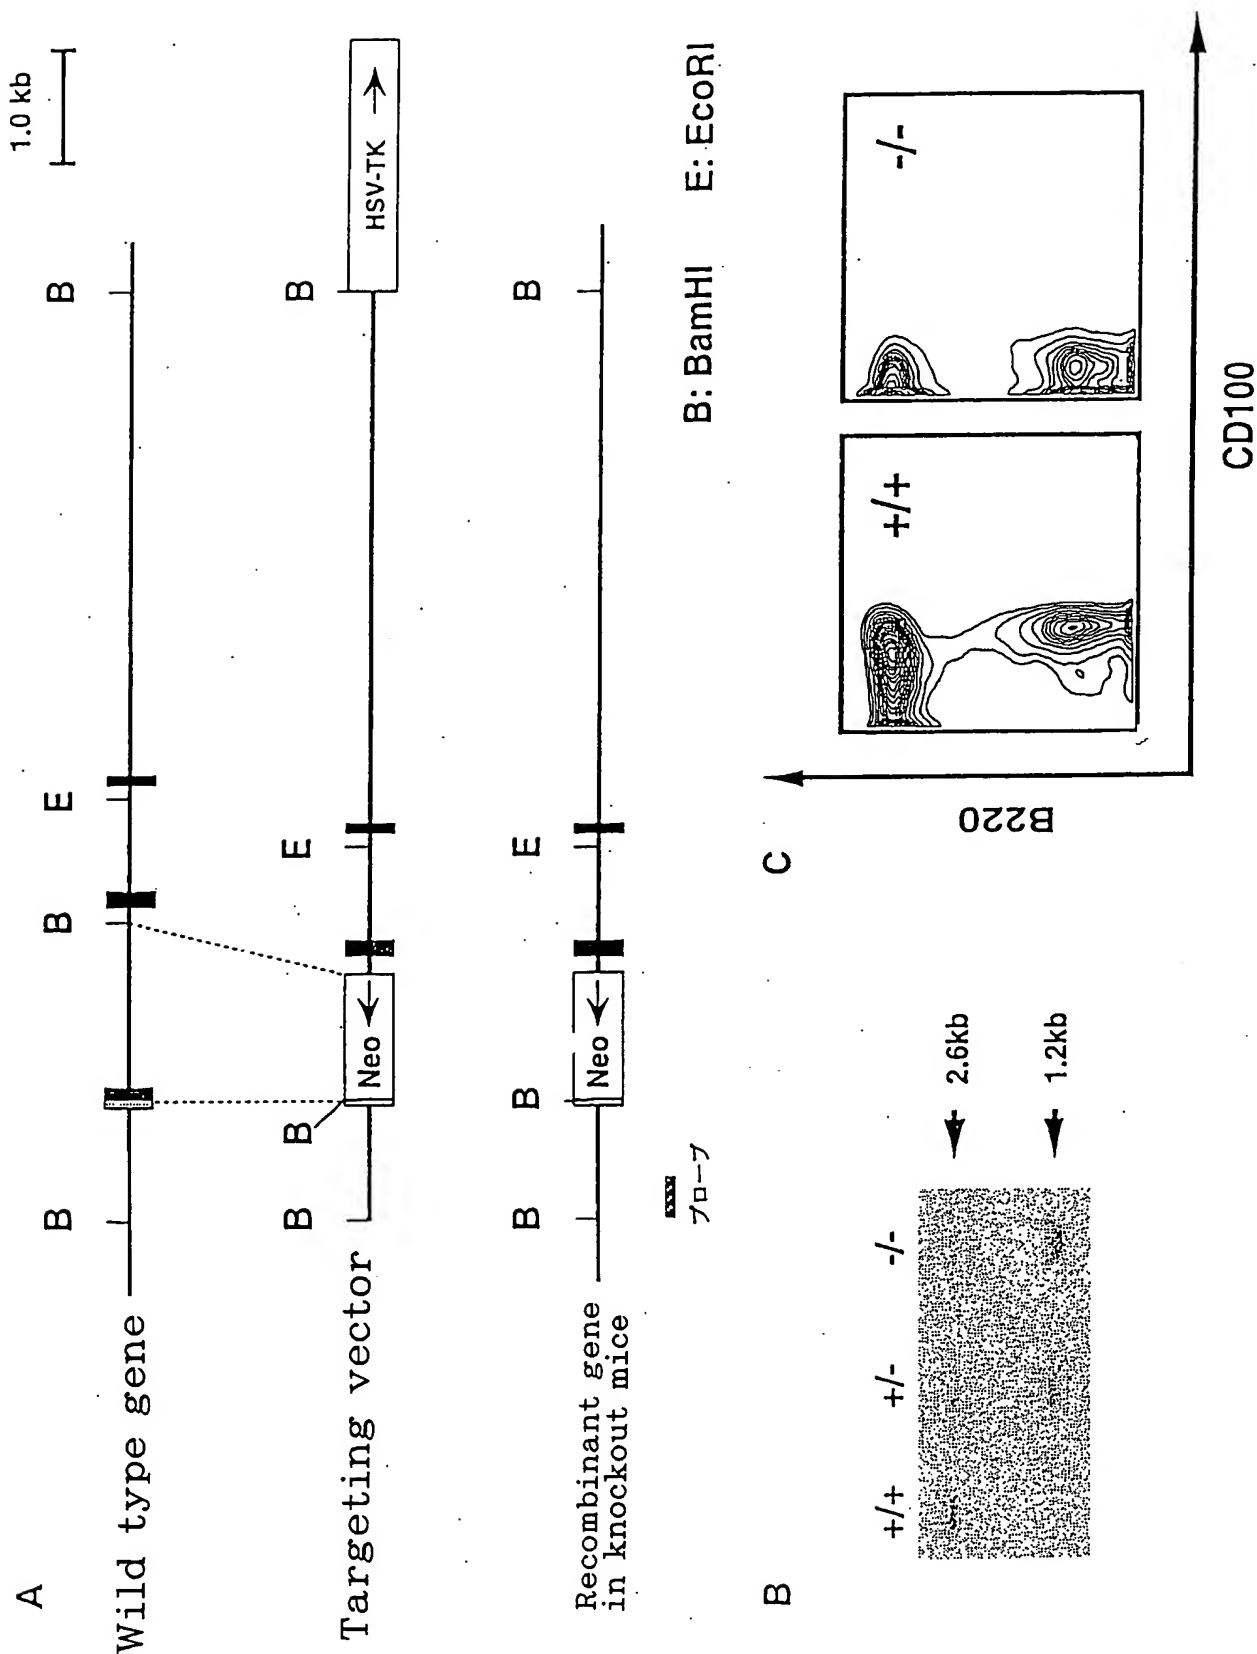 A
1.0 kb
Wild type gene
B
B
E
B
Targeting vector
B
B
Neo
E
B
HSV-TK
Recombinant gene
in knockout mice
B
B
Neo
E
B
プローブ
B: BamHI E: EcoRI
B
+/+ +/- -/-
2.6kb
1.2kb
C
B220
+/+
-/-
CD100